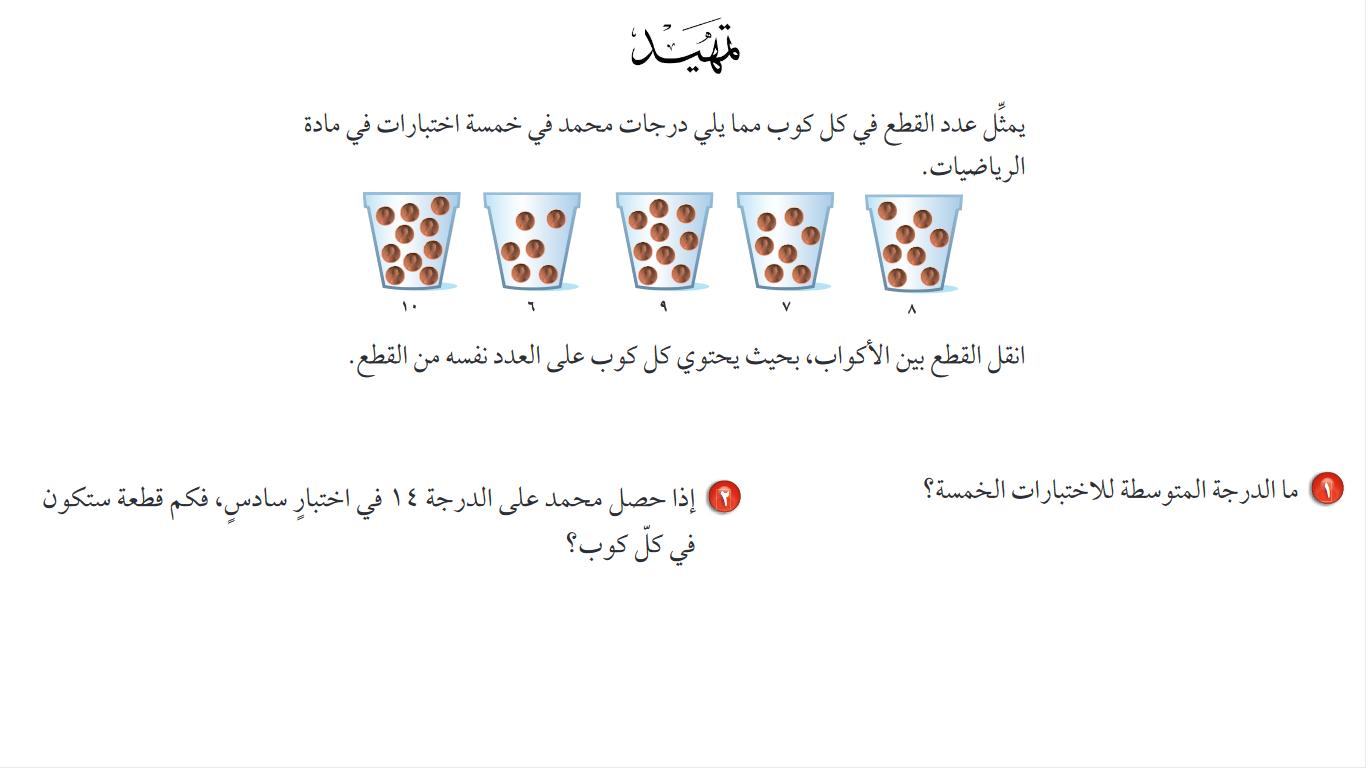 تمهيد
يمثِّل عدد القطع في كل كوب مما يلي درجات محمد في خمسة اختبارات في مادة
الرياضيات.
٨ ٧ ٩ ٦ ١٠
انقل القطع بين الأكواب، بحيث يحتوي كل كوب على العدد نفسه من القطع.
١ ما الدرجة المتوسطة للاختبارات الخمسة؟
٢ إذا حصل محمد على الدرجة ١٤ في اختبارٍ سادسٍ، فكم قطعة ستكون
في كلّ كوب؟